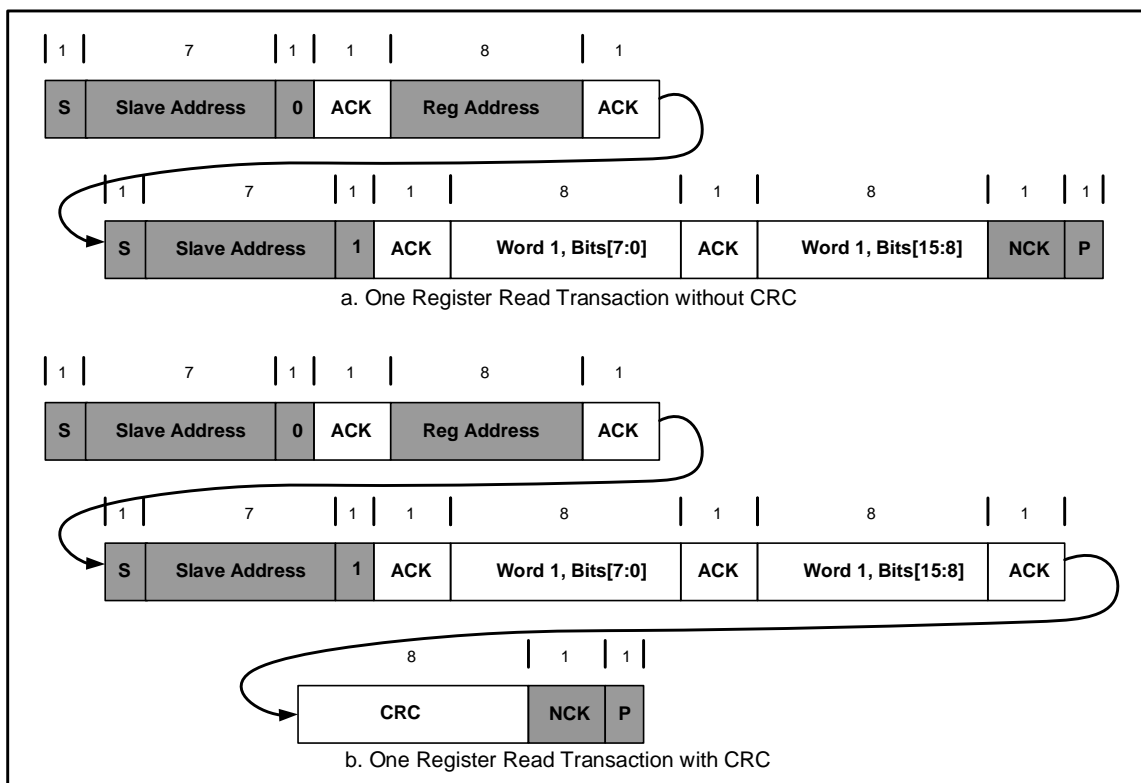 1 7 1 1 8 1
S Slave Address 0 ACK Reg Address ACK
1 7 1 1 8 1 8 1 1
S Slave Address 1 ACK Word 1, Bits[7:0] ACK Word 1, Bits[15:8] NCK P
a. One Register Read Transaction without CRC
1 7 1 1 8 1
S Slave Address 0 ACK Reg Address ACK
1 7 1 1 8 1 8 1
S Slave Address 1 ACK Word 1, Bits[7:0] ACK Word 1, Bits[15:8] ACK
8 1 1
CRC NCK P
b. One Register Read Transaction with CRC